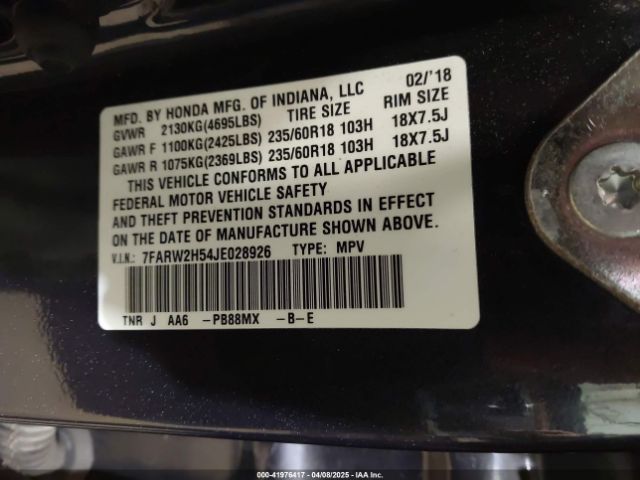 MFD. BY HONDA MFG. OF INDIANA, LLC 02/'18
GVWR 2130KG(4695LBS) TIRE SIZE RIM SIZE
GAWR F 1100KG(2425LBS) 235/60R18 103H 18X7.5J
GAWR R 1075KG(2369LBS) 235/60R18 103H 18X7.5J
THIS VEHICLE CONFORMS TO ALL APPLICABLE
FEDERAL MOTOR VEHICLE SAFETY
AND THEFT PREVENTION STANDARDS IN EFFECT
ON THE DATE OF MANUFACTURE SHOWN ABOVE.
V.I.N.: 7FARW2H54JE028926 TYPE: MPV
TNR J AA6 -PB88MX -B-E
000-41976417 | 04/08/2025 | IAA Inc.